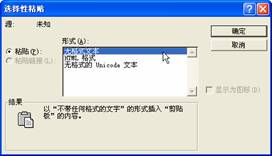 选择性粘贴
源: 未知
确定
取消
形式(A):
粘贴(P):
粘贴链接(L):
无格式文本
HTML 格式
无格式的 Unicode 文本
显示为图标(D)
结果
以“不带任何格式的文字”的形式插入“剪贴
板”的内容。